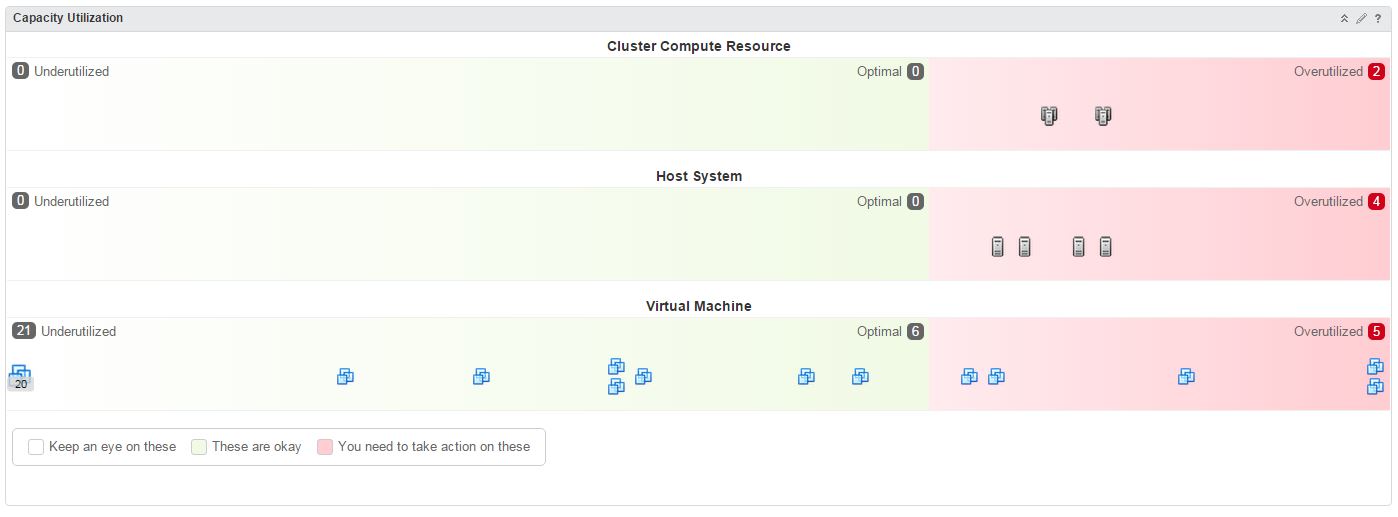 Capacity Utilization ?
Cluster Compute Resource
0 Underutilized Optimal 0 Overutilized 2
Host System
0 Underutilized Optimal 0 Overutilized 4
Virtual Machine
21 Underutilized Optimal 6 Overutilized 5
20
Keep an eye on these These are okay You need to take action on these